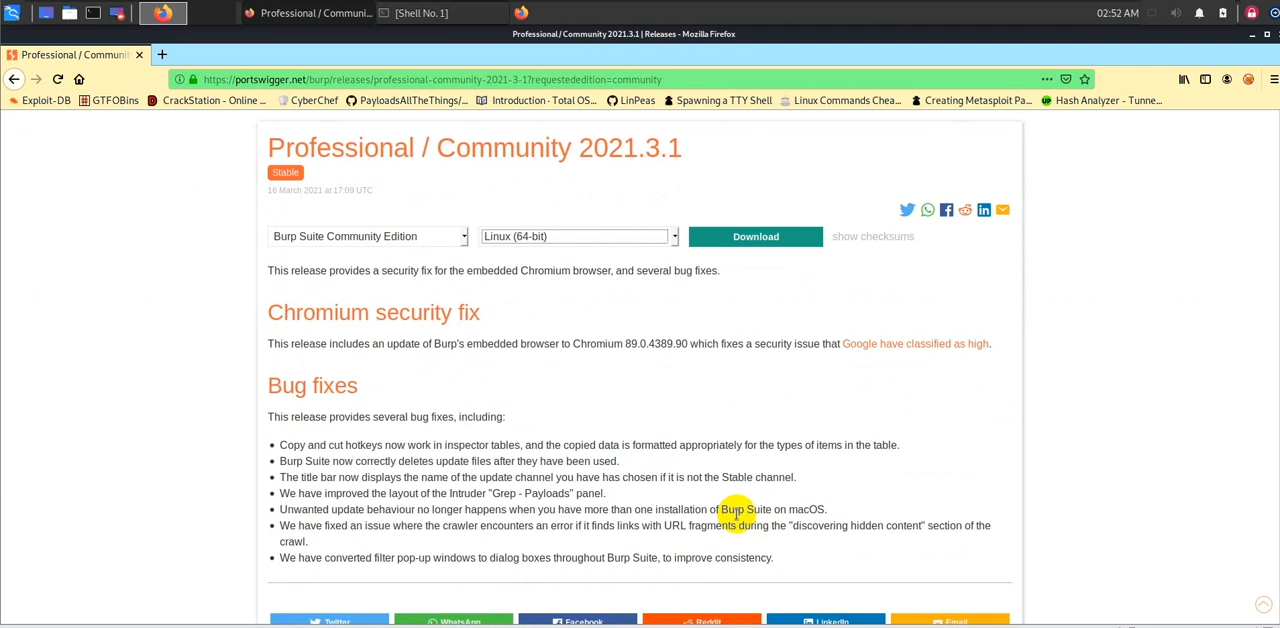 Professional / Communi...
[Shell No. 1]
02:52 AM
Professional / Community 2021.3.1 | Releases - Mozilla Firefox
Professional / Communit
https://portswigger.net/burp/releases/professional-community-2021-3-1?requestededition=community
Exploit-DB GTFOBins CrackStation - Online ... CyberChef PayloadsAllTheThings/... Introduction · Total OS... LinPeas Spawning a TTY Shell Linux Commands Chea... Creating Metasploit Pa... Hash Analyzer - Tunne...
Professional / Community 2021.3.1
Stable
16 March 2021 at 17:09 UTC
Burp Suite Community Edition Linux (64-bit) Download show checksums
This release provides a security fix for the embedded Chromium browser, and several bug fixes.
Chromium security fix
This release includes an update of Burp's embedded browser to Chromium 89.0.4389.90 which fixes a security issue that Google have classified as high.
Bug fixes
This release provides several bug fixes, including:
Copy and cut hotkeys now work in inspector tables, and the copied data is formatted appropriately for the types of items in the table.
Burp Suite now correctly deletes update files after they have been used.
The title bar now displays the name of the update channel you have has chosen if it is not the Stable channel.
We have improved the layout of the Intruder "Grep - Payloads" panel.
Unwanted update behaviour no longer happens when you have more than one installation of Burp Suite on macOS.
We have fixed an issue where the crawler encounters an error if it finds links with URL fragments during the "discovering hidden content" section of the
crawl.
We have converted filter pop-up windows to dialog boxes throughout Burp Suite, to improve consistency.
Twitter WhatsApp Facebook Reddit LinkedIn Email